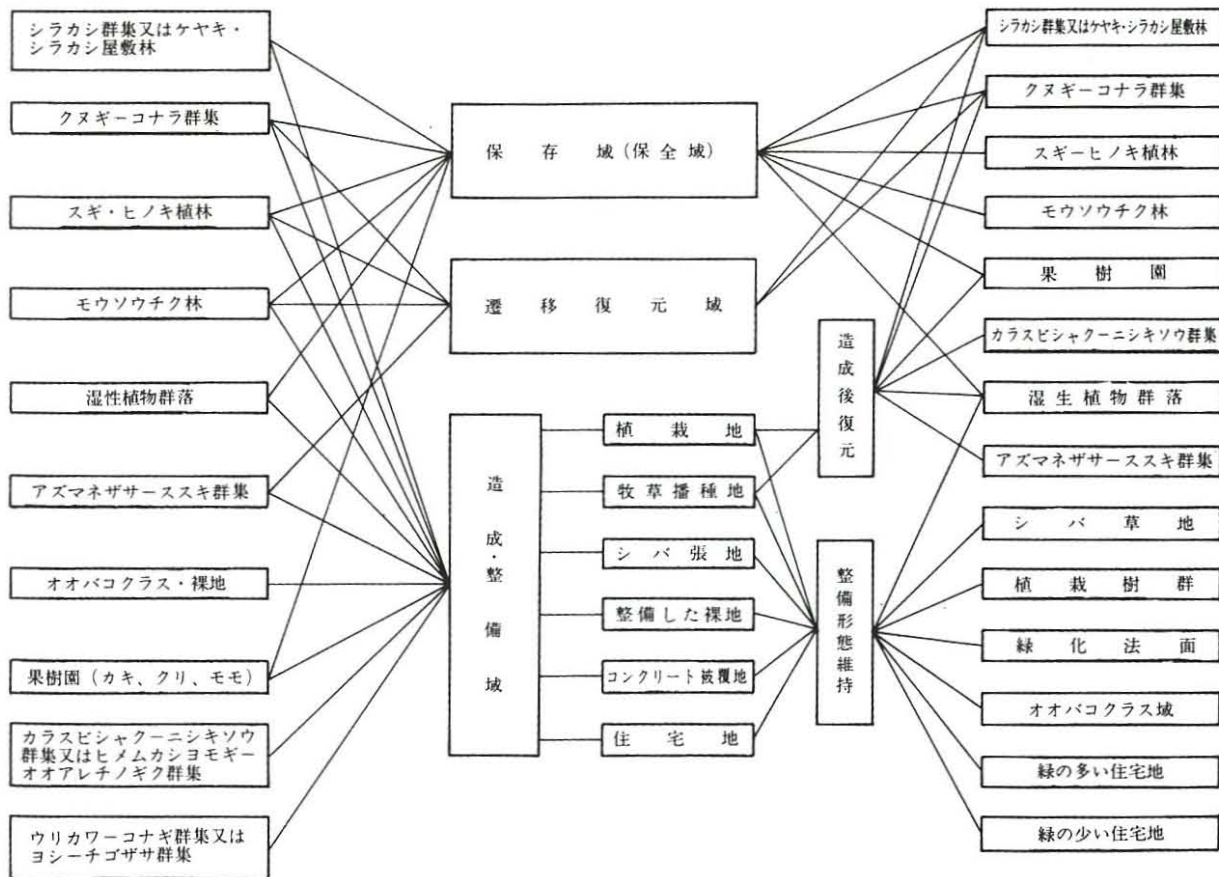 シラカシ群集又はケヤキ・
シラカシ屋敷林
クヌギーコナラ群集
スギ・ヒノキ植林
モウソウチク林
湿性植物群落
アズマネザサーススキ群集
オオバコクラス・裸地
果樹園（カキ、クリ、モモ）
カラスビシャクーニシキソウ
群集又はヒメムカシヨモギー
オオアレチノギク群集
ウリカワーコナギ群集又は
ヨシーチゴザサ群集
保存域（保全域）
遷移復元域
造成・整備域
植栽地
牧草播種地
シバ張地
整備した裸地
コンクリート被覆地
住宅地
造成後復元
整備形態維持
シラカシ群集又はケヤキ・シラカシ屋敷林
クヌギーコナラ群集
スギーヒノキ植林
モウソウチク林
果樹園
カラスビシャクーニシキソウ群集
湿生植物群落
アズマネザサーススキ群集
シバ草地
植栽樹群
緑化法面
オオバコクラス域
緑の多い住宅地
緑の少い住宅地